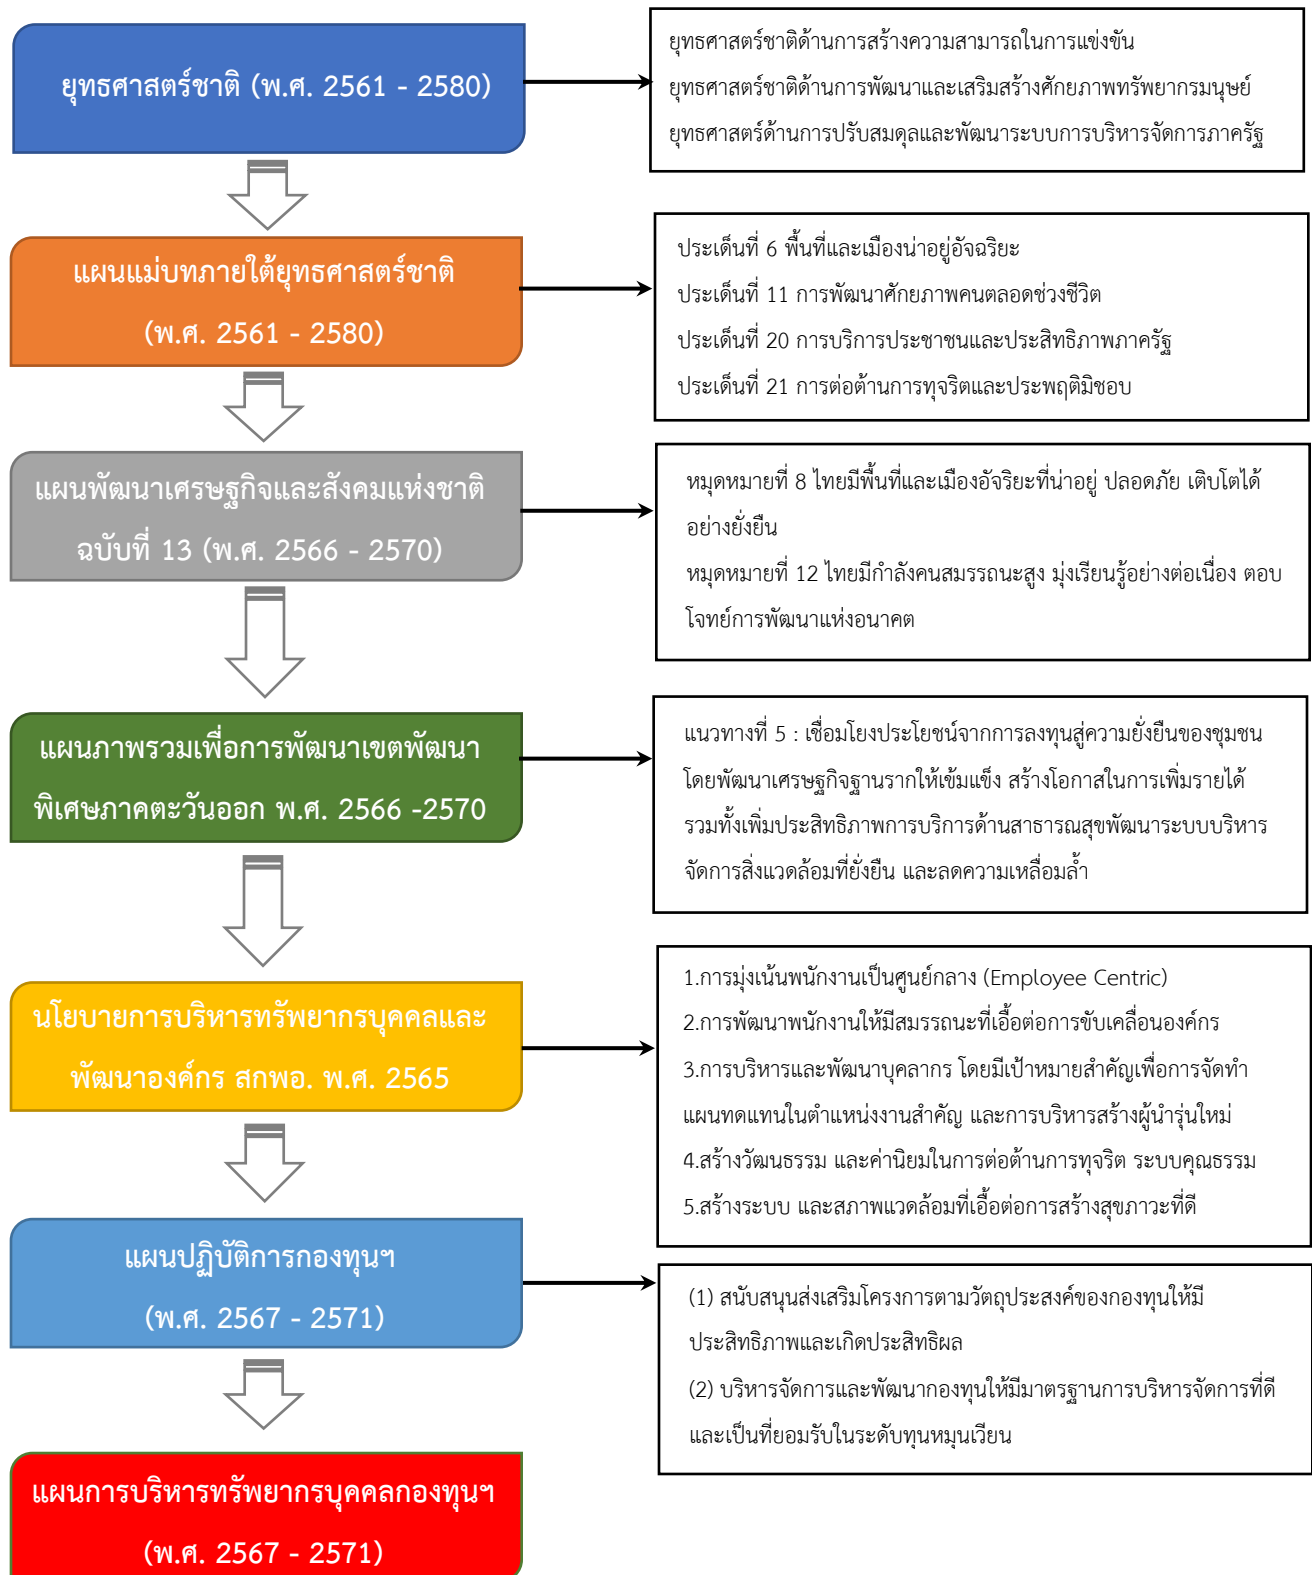 ยุทธศาสตร์ชาติ (พ.ศ. 2561 - 2580)
ยุทธศาสตร์ชาติด้านการสร้างความสามารถในการแข่งขัน
ยุทธศาสตร์ชาติด้านการพัฒนาและเสริมสร้างศักยภาพทรัพยากรมนุษย์
ยุทธศาสตร์ด้านการปรับสมดุลและพัฒนาระบบการบริหารจัดการภาครัฐ
แผนแม่บทภายใต้ยุทธศาสตร์ชาติ
(พ.ศ. 2561 - 2580)
ประเด็นที่ 6 พื้นที่และเมืองน่าอยู่อัจฉริยะ
ประเด็นที่ 11 การพัฒนาศักยภาพคนตลอดช่วงชีวิต
ประเด็นที่ 20 การบริการประชาชนและประสิทธิภาพภาครัฐ
ประเด็นที่ 21 การต่อต้านการทุจริตและประพฤติมิชอบ
แผนพัฒนาเศรษฐกิจและสังคมแห่งชาติ
ฉบับที่ 13 (พ.ศ. 2566 - 2570)
หมุดหมายที่ 8 ไทยมีพื้นที่และเมืองอัจริยะที่น่าอยู่ ปลอดภัย เติบโตได้
อย่างยั่งยืน
หมุดหมายที่ 12 ไทยมีกำลังคนสมรรถนะสูง มุ่งเรียนรู้อย่างต่อเนื่อง ตอบ
โจทย์การพัฒนาแห่งอนาคต
แผนภาพรวมเพื่อการพัฒนาเขตพัฒนา
พิเศษภาคตะวันออก พ.ศ. 2566 -2570
แนวทางที่ 5 : เชื่อมโยงประโยชน์จากการลงทุนสู่ความยั่งยืนของชุมชน
โดยพัฒนาเศรษฐกิจฐานรากให้เข้มแข็ง สร้างโอกาสในการเพิ่มรายได้
รวมทั้งเพิ่มประสิทธิภาพการบริการด้านสาธารณสุขพัฒนาระบบบริหาร
จัดการสิ่งแวดล้อมที่ยั่งยืน และลดความเหลื่อมล้ำ
นโยบายการบริหารทรัพยากรบุคคลและ
พัฒนาองค์กร สกพอ. พ.ศ. 2565
1.การมุ่งเน้นพนักงานเป็นศูนย์กลาง (Employee Centric)
2.การพัฒนาพนักงานให้มีสมรรถนะที่เอื้อต่อการขับเคลื่อนองค์กร
3.การบริหารและพัฒนาบุคลากร โดยมีเป้าหมายสำคัญเพื่อการจัดทำ
แผนทดแทนในตำแหน่งงานสำคัญ และการบริหารสร้างผู้นำรุ่นใหม่
4.สร้างวัฒนธรรม และค่านิยมในการต่อต้านการทุจริต ระบบคุณธรรม
5.สร้างระบบ และสภาพแวดล้อมที่เอื้อต่อการสร้างสุขภาวะที่ดี
แผนปฏิบัติการกองทุนฯ
(พ.ศ. 2567 - 2571)
(1) สนับสนุนส่งเสริมโครงการตามวัตถุประสงค์ของกองทุนให้มี
ประสิทธิภาพและเกิดประสิทธิผล
(2) บริหารจัดการและพัฒนากองทุนให้มีมาตรฐานการบริหารจัดการที่ดี
และเป็นที่ยอมรับในระดับทุนหมุนเวียน
แผนการบริหารทรัพยากรบุคคลกองทุนฯ
(พ.ศ. 2567 - 2571)